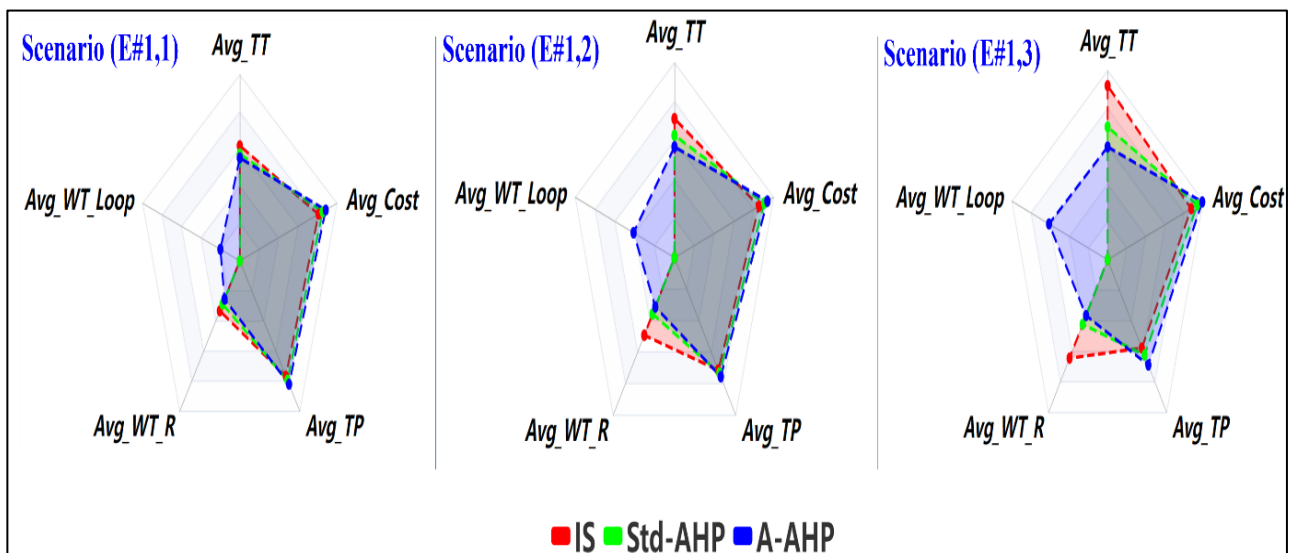 Scenario (E#1,1)
Avg_TT
Avg_WT_Loop
Avg_Cost
Avg_WT_R
Avg_TP
Scenario (E#1,2)
Avg_TT
Avg_WT_Loop
Avg_Cost
Avg_WT_R
Avg_TP
Scenario (E#1,3)
Avg_TT
Avg_WT_Loop
Avg_Cost
Avg_WT_R
Avg_TP
IS Std-AHP A-AHP